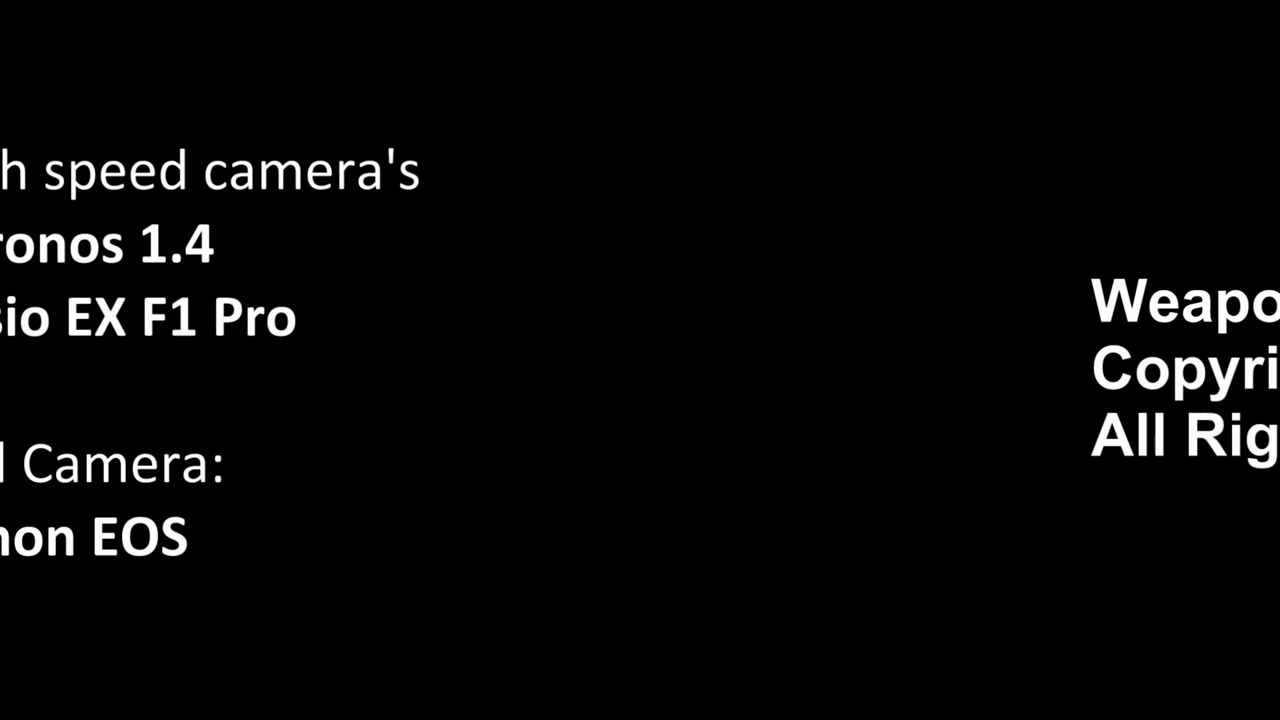 h speed camera's
ronos 1.4
sio EX F1 Pro
l Camera:
non EOS
Weapo
Copyri
All Rig